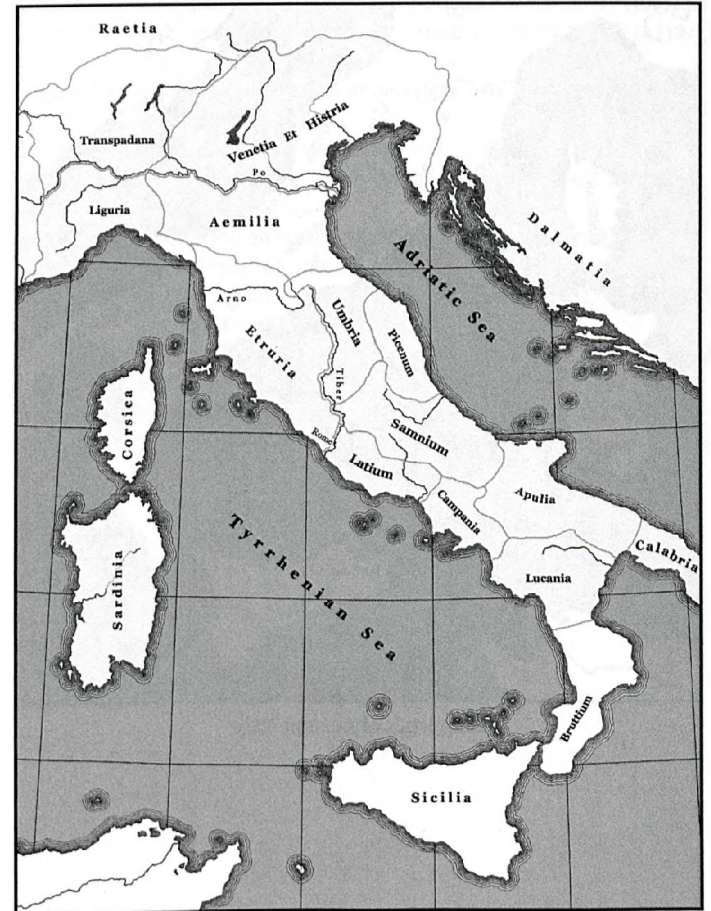 Raetia
Transpadana
Venetia Et Histria
Po
Liguria
Aemilia
Dalmatia
Adriatic Sea
Arno
Umbria
Etruria
Picenum
Tiber
Corsica
Rome
Samnium
Latium
Campania
Apulia
Calabria
Tyrrhenian Sea
Sardinia
Lucania
Bruttium
Sicilia